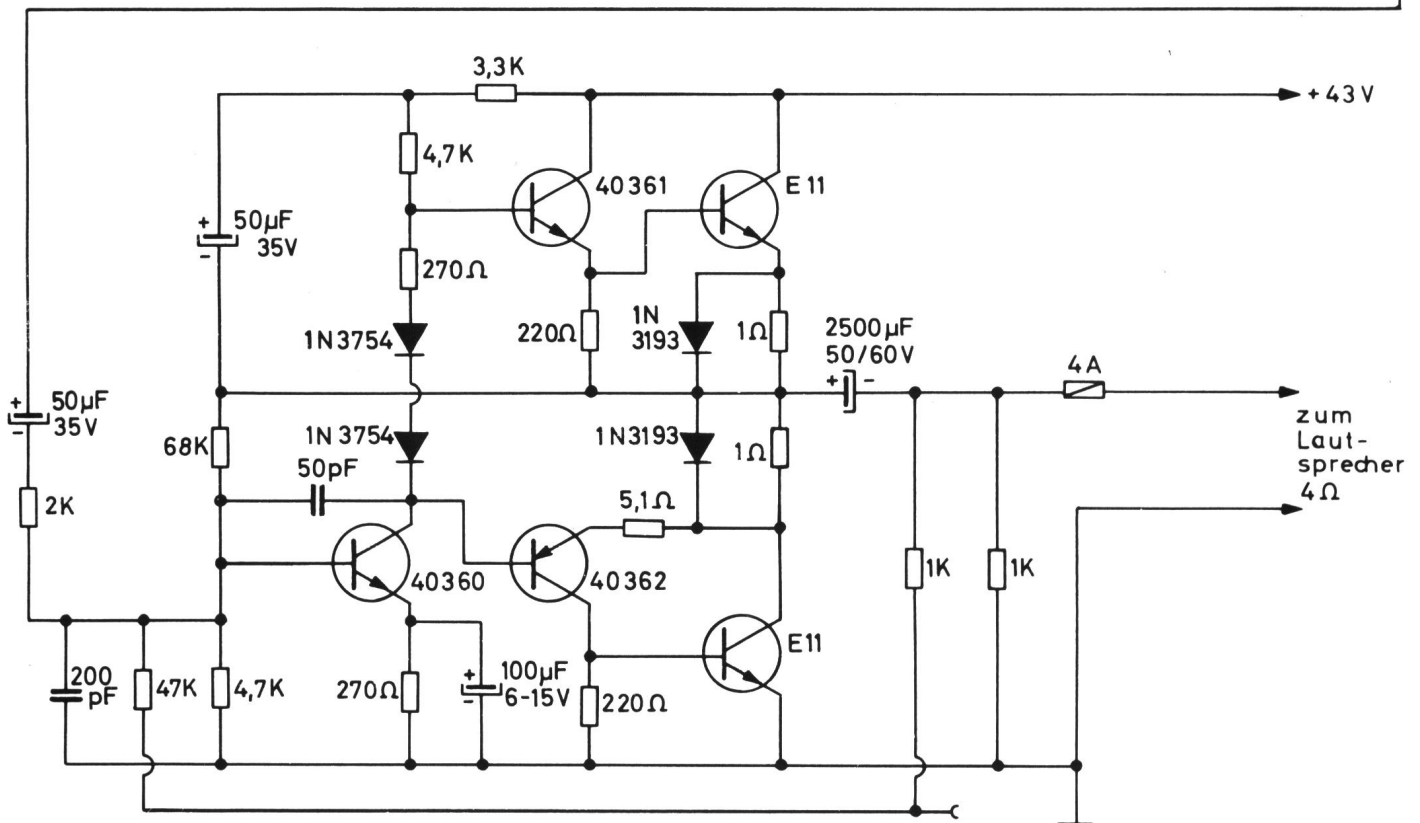 3,3K
+43V
4,7K
40361
E11
+ 50µF
- 35V
270Ω
1N3754
220Ω
1N
3193
1Ω
2500µF
50/60V
+ -
4A
+ 50µF
- 35V
68K
1N3754
50pF
1N3193
1Ω
zum
Laut-
sprecher
4Ω
2K
5,1Ω
40360
40362
1K
1K
E11
200
pF
47K
4,7K
270Ω
+ 100µF
- 6-15V
220Ω